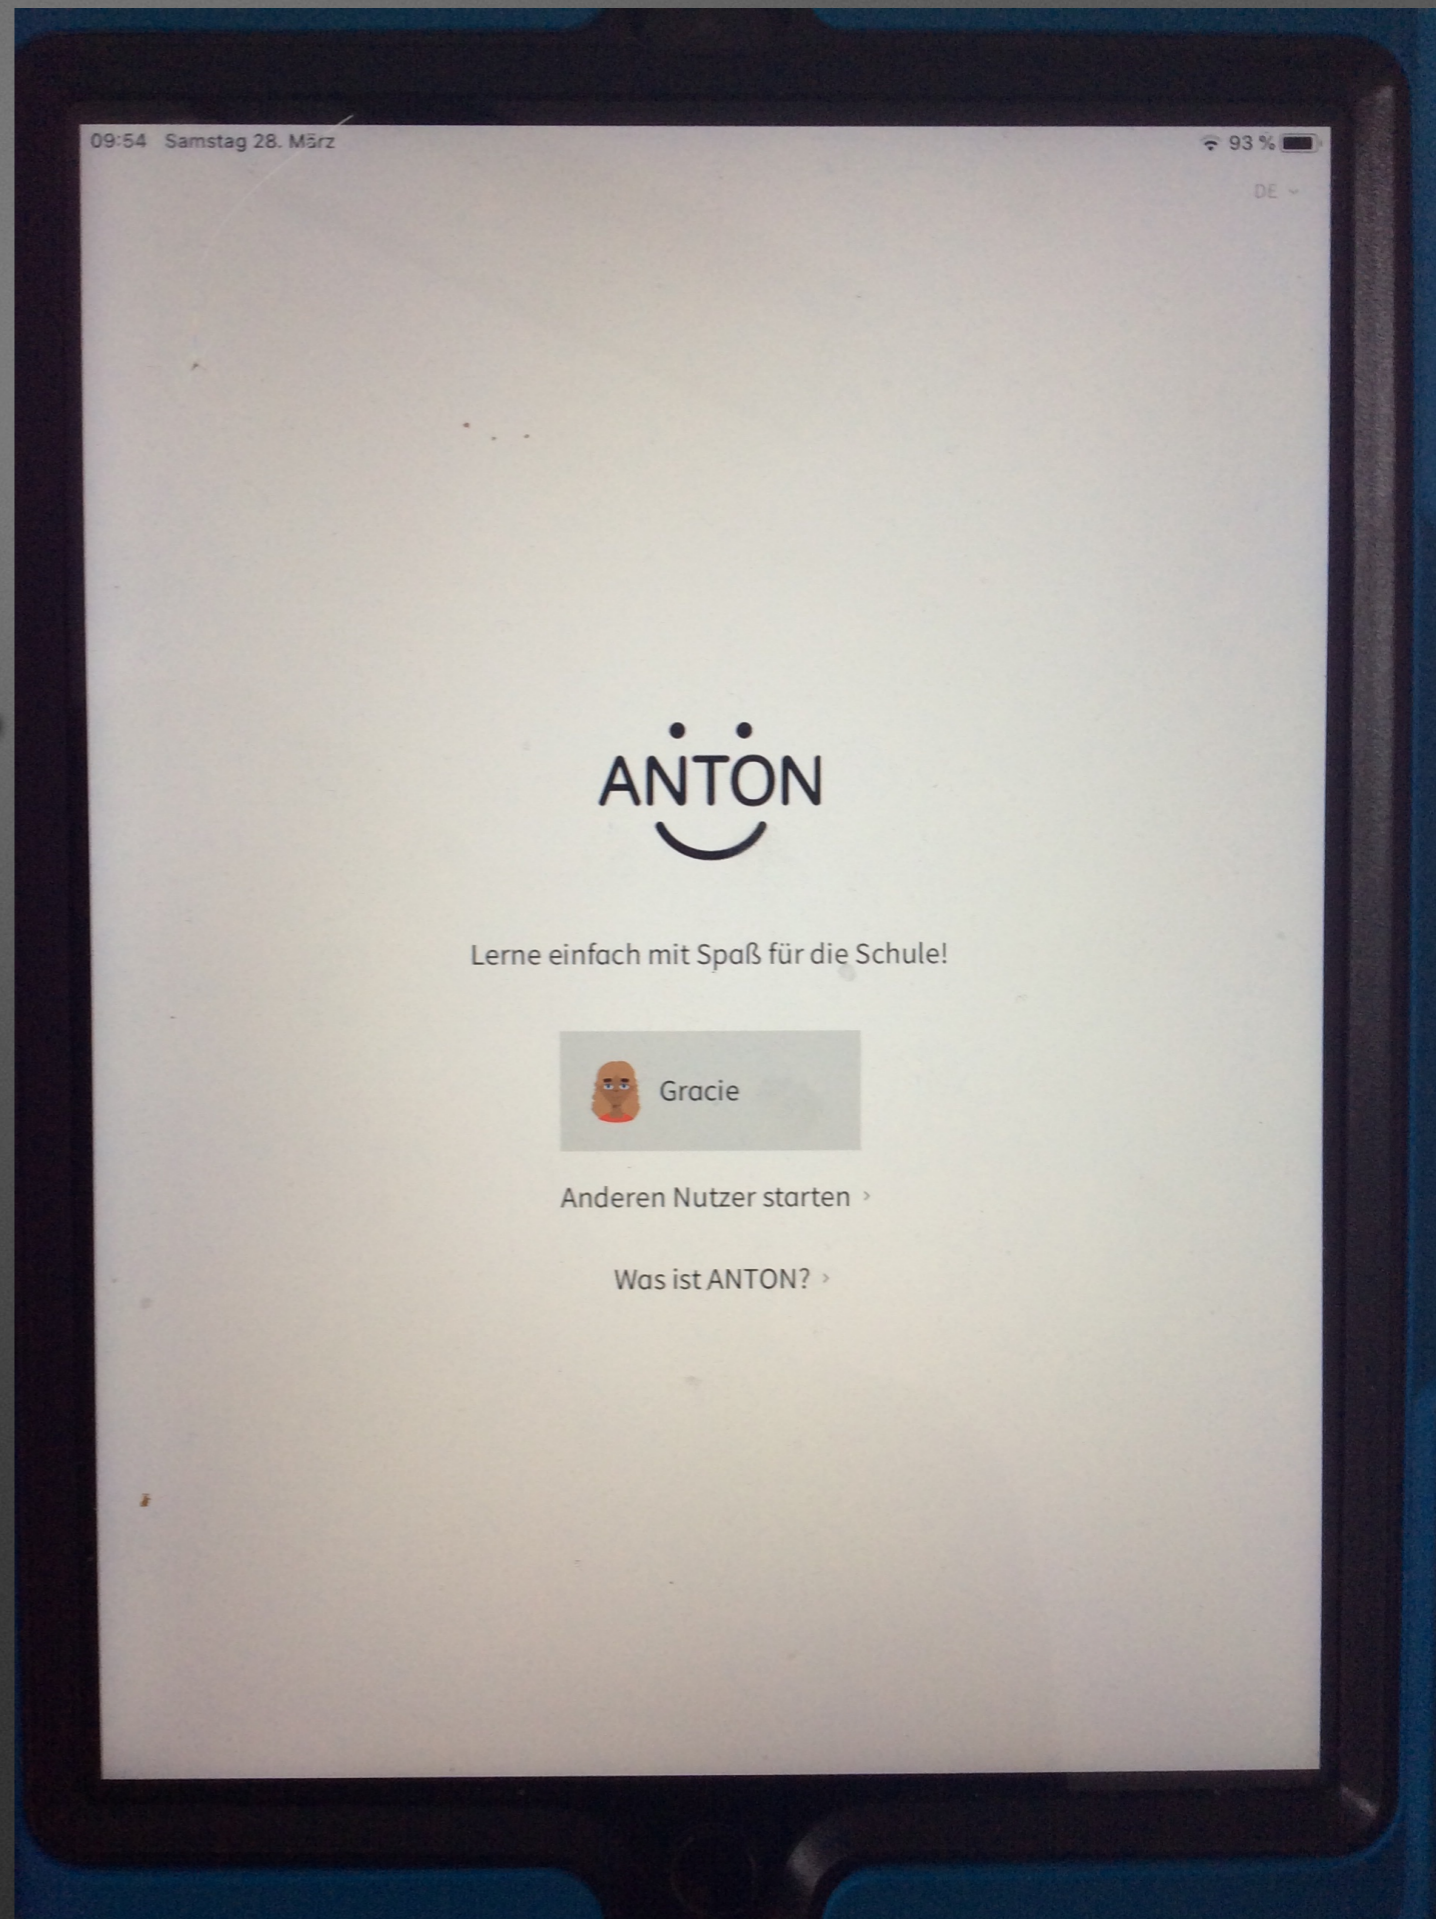 09:54 Samstag 28. März 93 %
DE
ANTON
Lerne einfach mit Spaß für die Schule!
Gracie
Anderen Nutzer starten ›
Was ist ANTON? ›